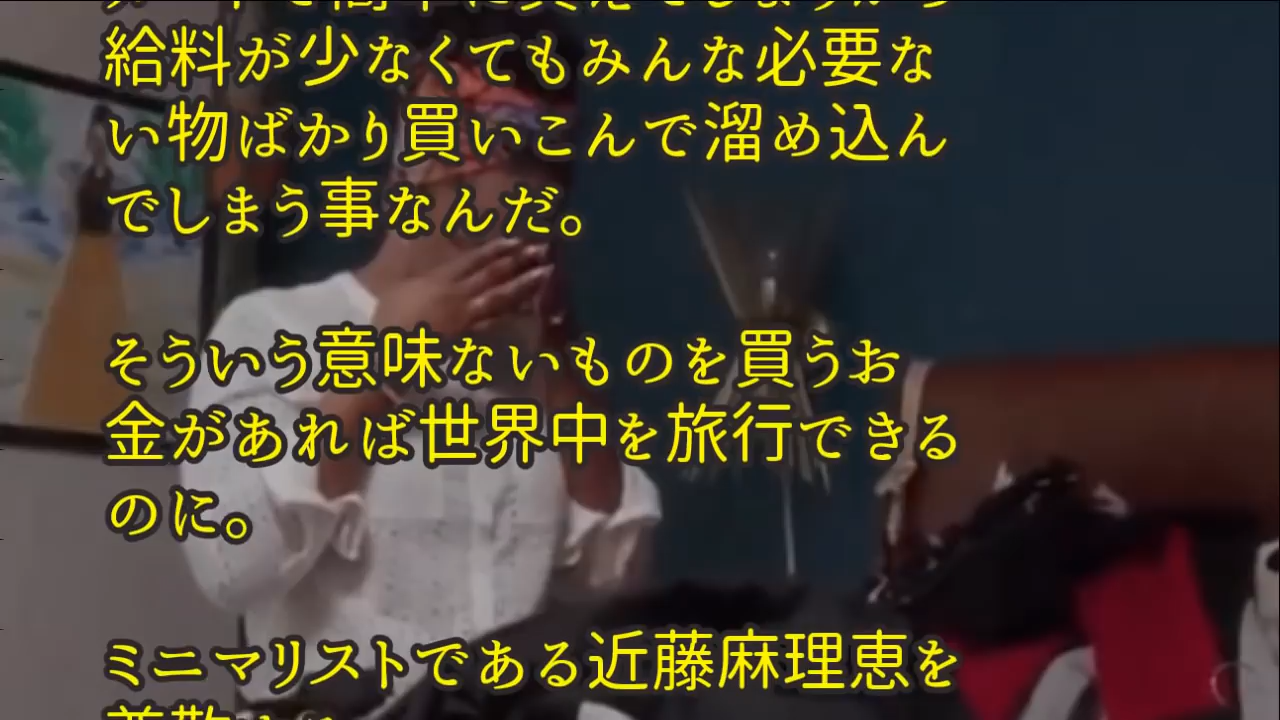 給料が少なくてもみんな必要な
い物ばかり買いこんで溜め込ん
でしまう事なんだ。
そういう意味ないものを買うお
金があれば世界中を旅行できる
のに。
ミニマリストである近藤麻理恵を